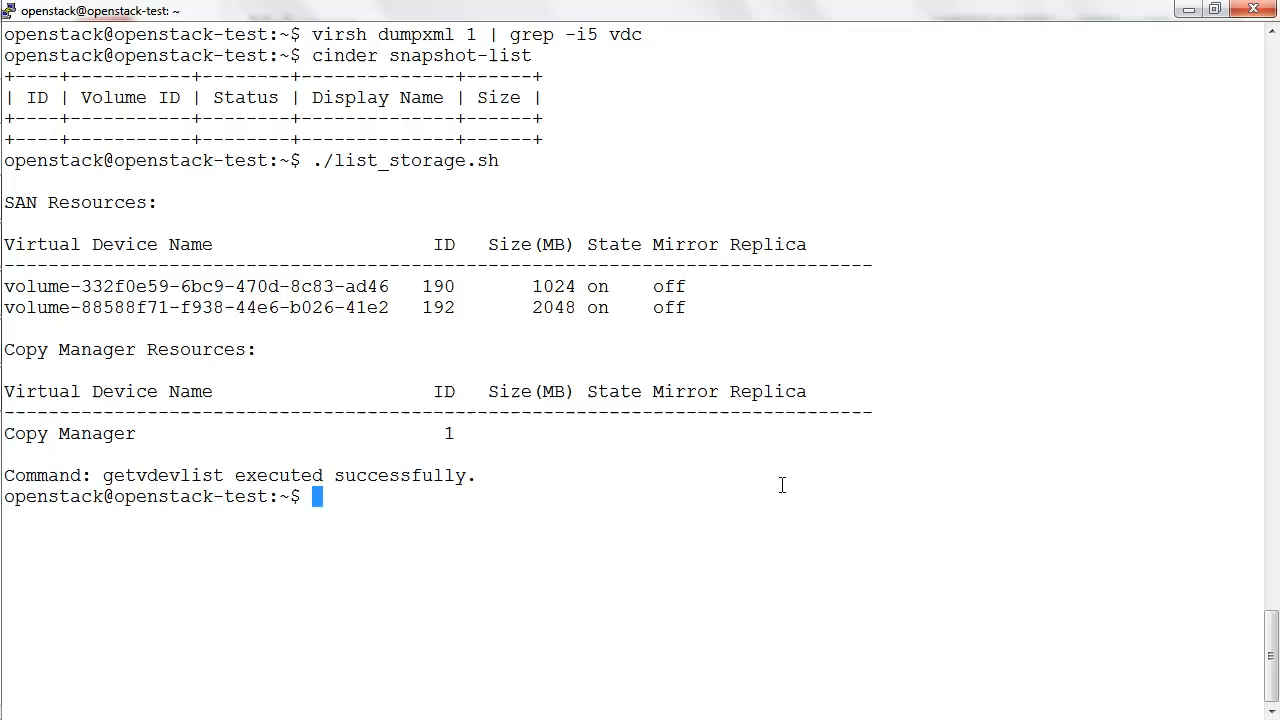 openstack@openstack-test: ~
openstack@openstack-test:~$ virsh dumpxml 1 | grep -i5 vdc
openstack@openstack-test:~$ cinder snapshot-list
+----+-----------+--------+--------------+------+
| ID | Volume ID | Status | Display Name | Size |
+----+-----------+--------+--------------+------+
+----+-----------+--------+--------------+------+
openstack@openstack-test:~$ ./list_storage.sh
SAN Resources:
Virtual Device Name                    ID   Size(MB) State Mirror Replica
-------------------------------------------------------------------------------
volume-332f0e59-6bc9-470d-8c83-ad46   190       1024 on    off
volume-88588f71-f938-44e6-b026-41e2   192       2048 on    off
Copy Manager Resources:
Virtual Device Name                    ID   Size(MB) State Mirror Replica
-------------------------------------------------------------------------------
Copy Manager                            1
Command: getvdevlist executed successfully.
openstack@openstack-test:~$